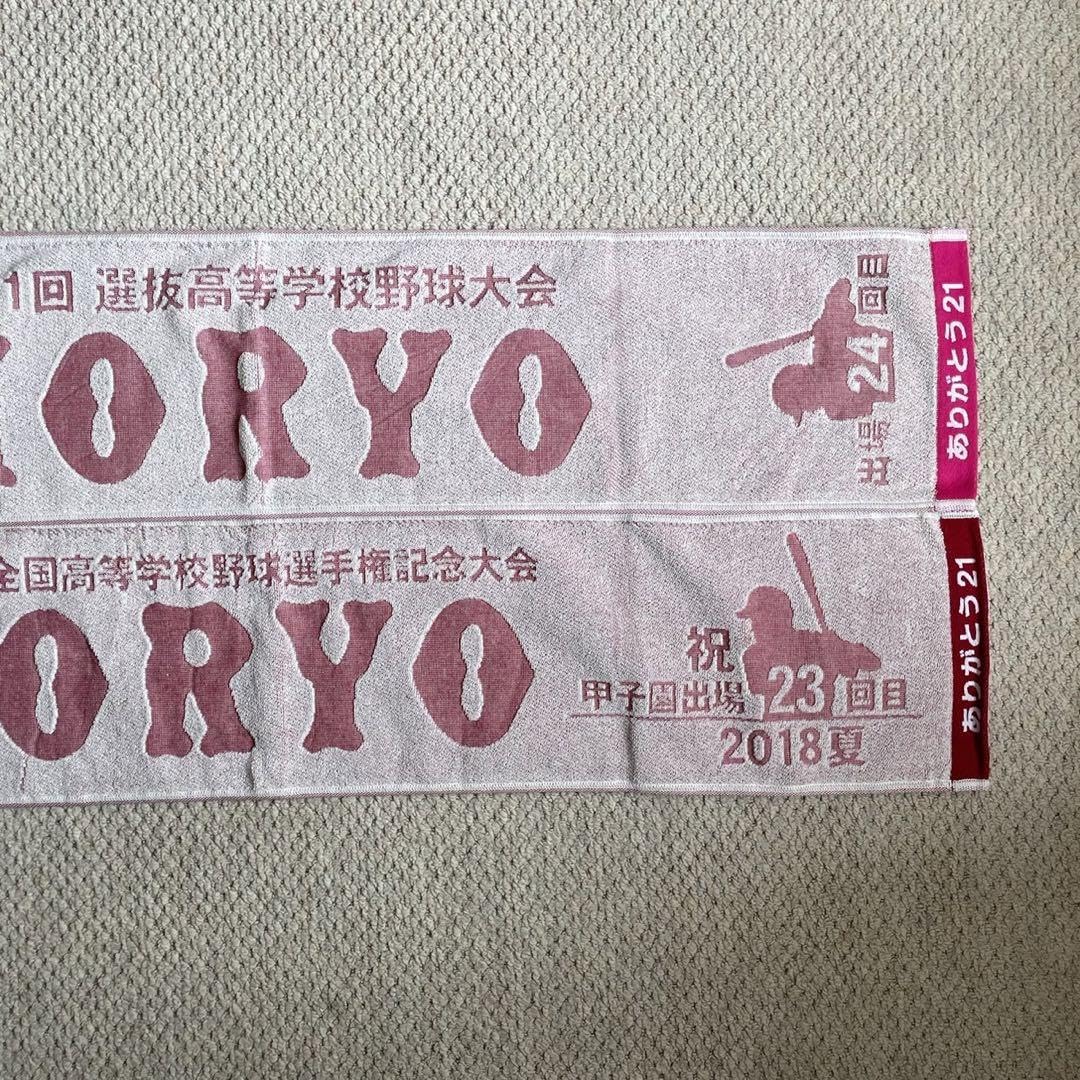 1回 選抜高等学校野球大会
ORYO
出場24回目
ありがとう21
全国高等学校野球選手権記念大会
ORYO
祝
甲子園出場23回目
2018夏
ありがとう21